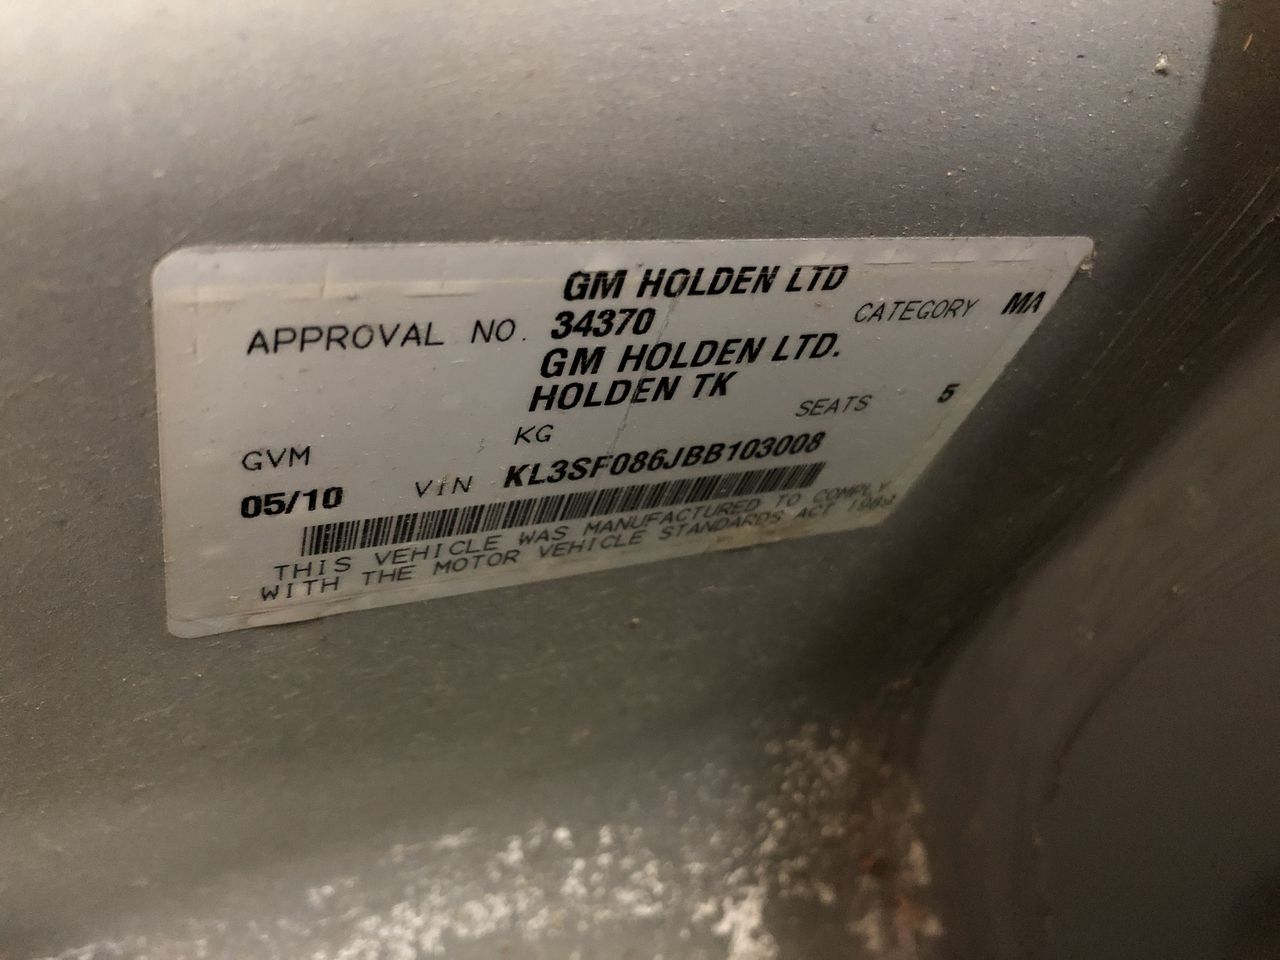 GM HOLDEN LTD
APPROVAL NO. 34370 CATEGORY MA
GM HOLDEN LTD.
HOLDEN TK
GVM KG SEATS 5
05/10 VIN KL3SF086JBB103008
THIS VEHICLE WAS MANUFACTURED TO COMPLY
WITH THE MOTOR VEHICLE STANDARDS ACT 1989